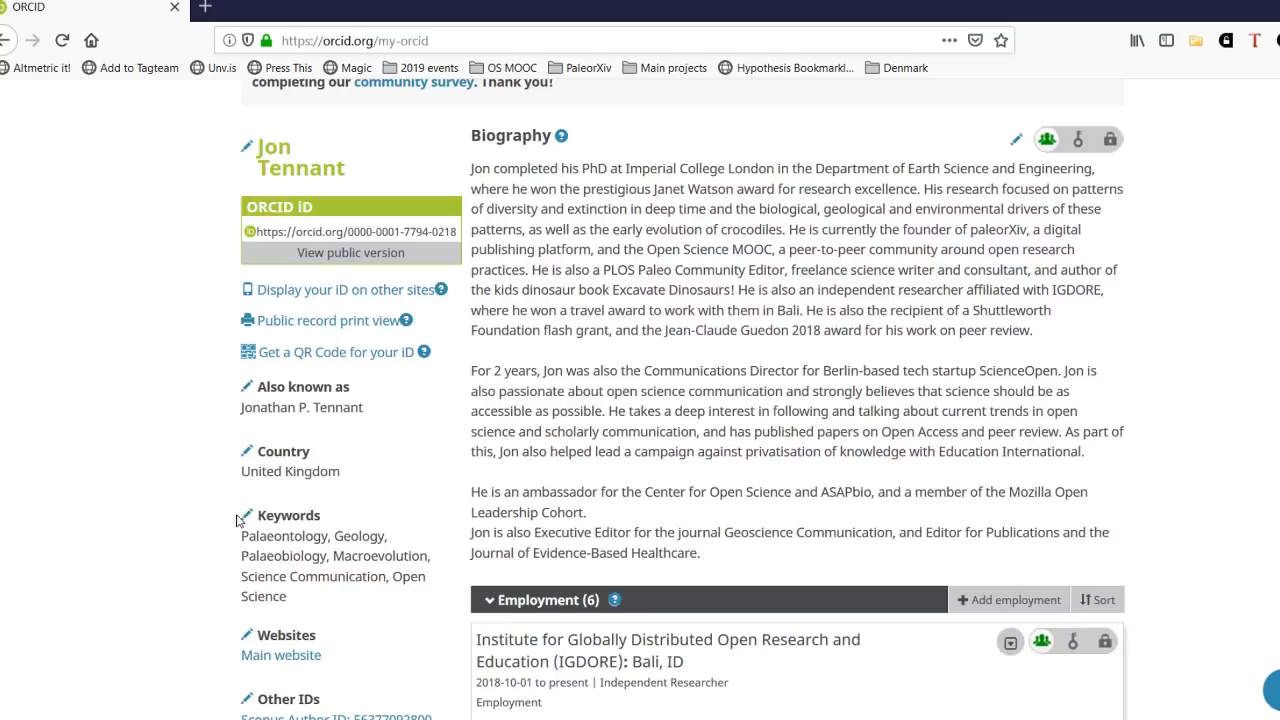 ORCID
https://orcid.org/my-orcid
Altmetric it! Add to Tagteam Unv.is Press This Magic 2019 events OS MOOC PaleorXiv Main projects Hypothesis Bookmarkl... Denmark
completing our community survey. Thank you!
Jon
Tennant
ORCID iD
iD https://orcid.org/0000-0001-7794-0218
View public version
Display your iD on other sites ?
Public record print view ?
Get a QR Code for your iD ?
Also known as
Jonathan P. Tennant
Country
United Kingdom
Keywords
Palaeontology, Geology,
Palaeobiology, Macroevolution,
Science Communication, Open
Science
Websites
Main website
Other IDs
Scopus Author ID: 56377092800
Biography ?
Jon completed his PhD at Imperial College London in the Department of Earth Science and Engineering,
where he won the prestigious Janet Watson award for research excellence. His research focused on patterns
of diversity and extinction in deep time and the biological, geological and environmental drivers of these
patterns, as well as the early evolution of crocodiles. He is currently the founder of paleorXiv, a digital
publishing platform, and the Open Science MOOC, a peer-to-peer community around open research
practices. He is also a PLOS Paleo Community Editor, freelance science writer and consultant, and author of
the kids dinosaur book Excavate Dinosaurs! He is also an independent researcher affiliated with IGDORE,
where he won a travel award to work with them in Bali. He is also the recipient of a Shuttleworth
Foundation flash grant, and the Jean-Claude Guedon 2018 award for his work on peer review.
For 2 years, Jon was also the Communications Director for Berlin-based tech startup ScienceOpen. Jon is
also passionate about open science communication and strongly believes that science should be as
accessible as possible. He takes a deep interest in following and talking about current trends in open
science and scholarly communication, and has published papers on Open Access and peer review. As part of
this, Jon also helped lead a campaign against privatisation of knowledge with Education International.
He is an ambassador for the Center for Open Science and ASAPbio, and a member of the Mozilla Open
Leadership Cohort.
Jon is also Executive Editor for the journal Geoscience Communication, and Editor for Publications and the
Journal of Evidence-Based Healthcare.
Employment (6) ? Add employment Sort
Institute for Globally Distributed Open Research and
Education (IGDORE): Bali, ID
2018-10-01 to present | Independent Researcher
Employment